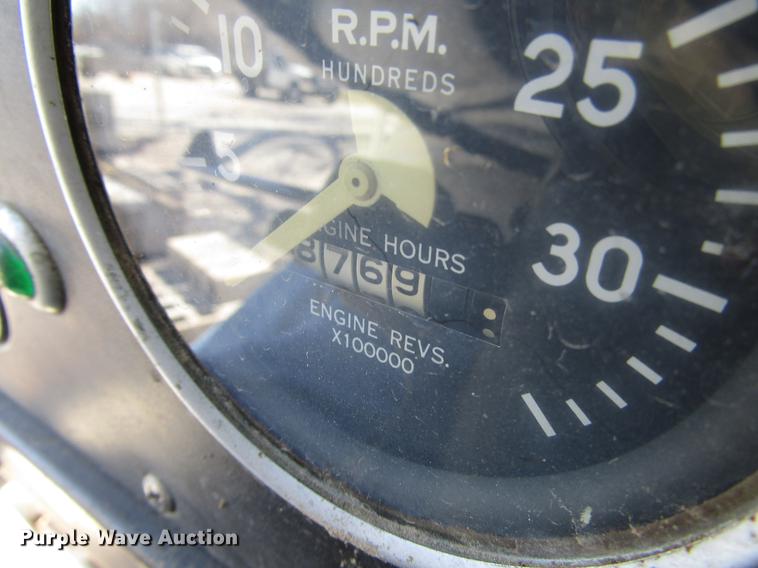 R.P.M.
HUNDREDS
5
10
25
30
ENGINE HOURS
8769
ENGINE REVS.
X100000
Purple Wave Auction